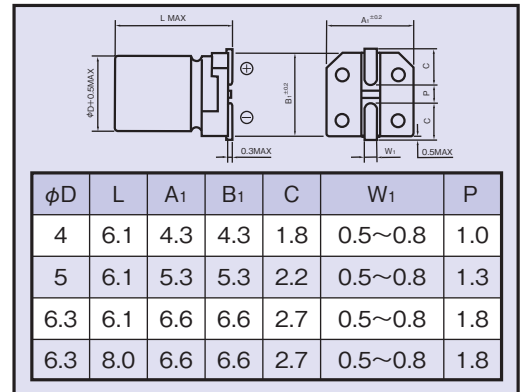 L MAX
A₁ ±0.2
φD+0.5MAX
⊕
⊖
B₁ ±0.2
C
P
C
0.3MAX
W₁
0.5MAX
φD L A₁ B₁ C W₁ P
4 6.1 4.3 4.3 1.8 0.5～0.8 1.0
5 6.1 5.3 5.3 2.2 0.5～0.8 1.3
6.3 6.1 6.6 6.6 2.7 0.5～0.8 1.8
6.3 8.0 6.6 6.6 2.7 0.5～0.8 1.8